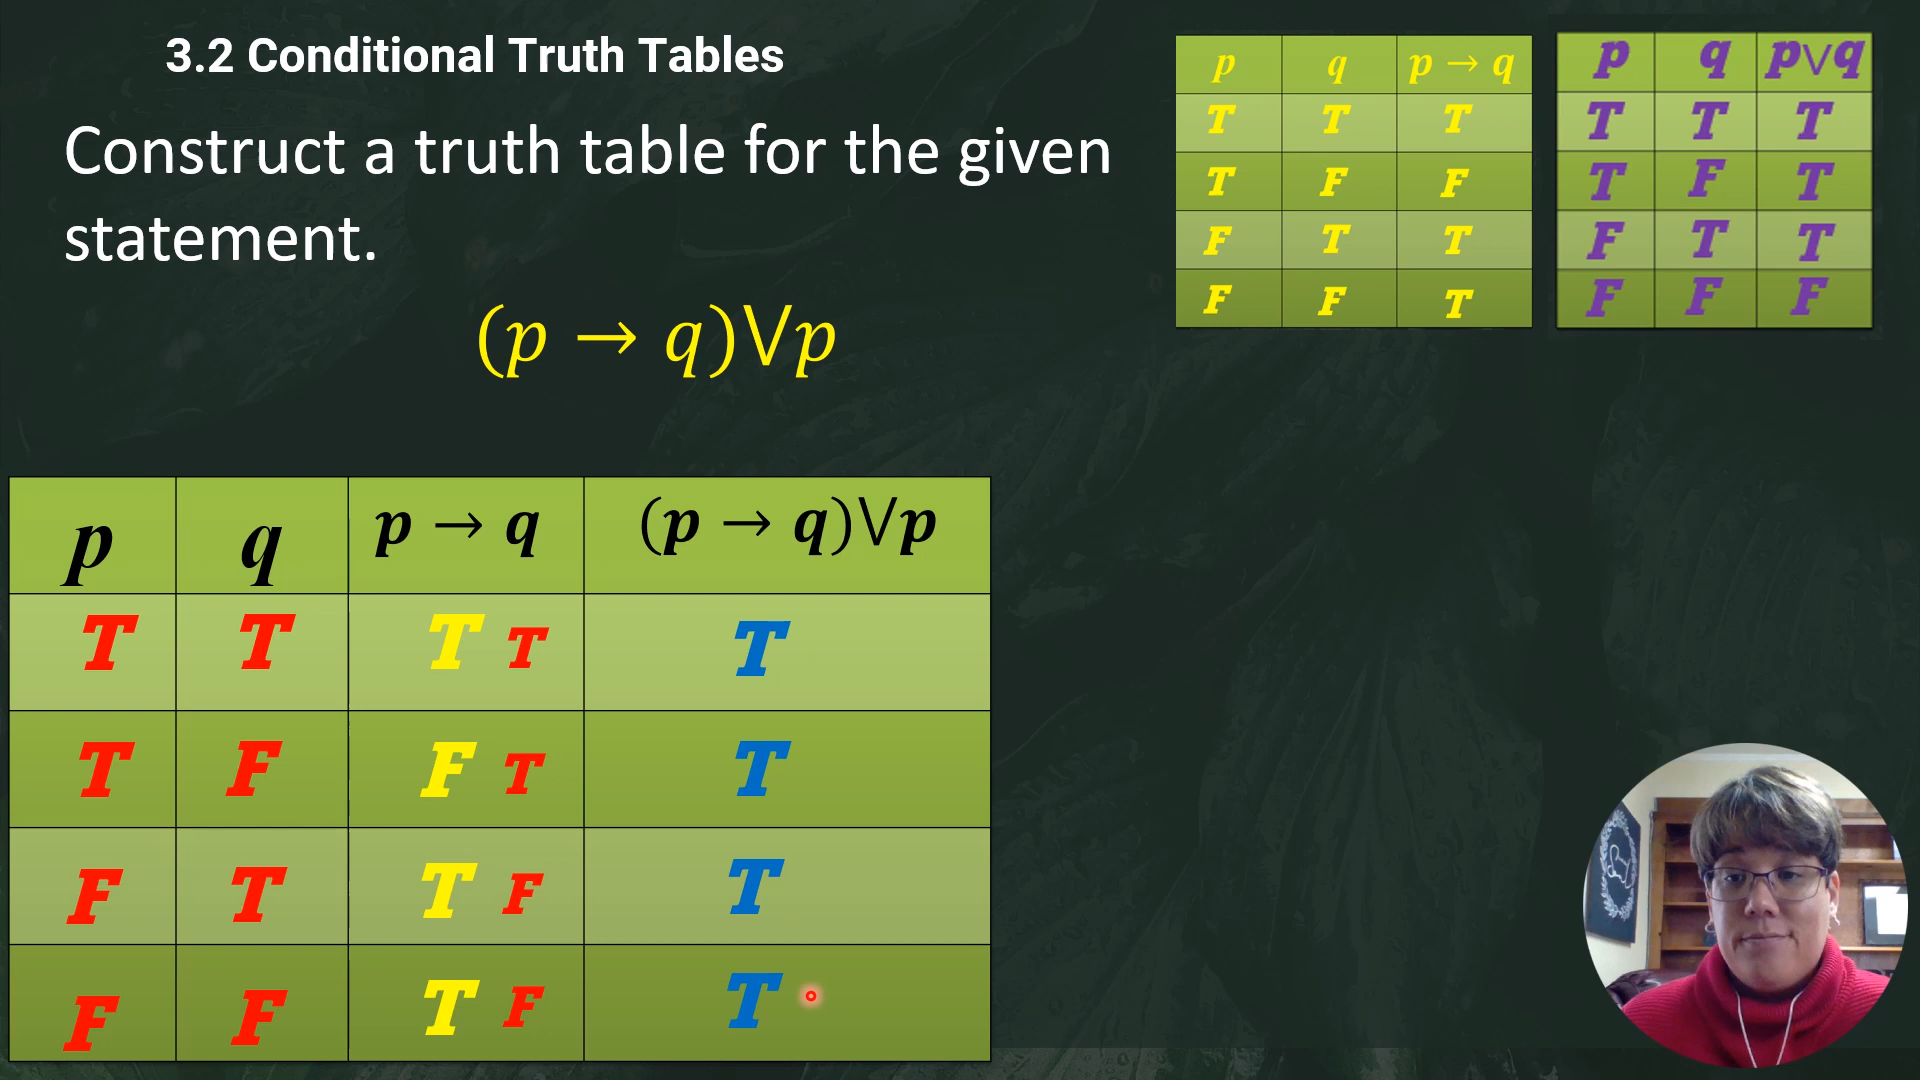 3.2 Conditional Truth Tables
Construct a truth table for the given
statement.
(p → q)∨p
p q p → q
T T T
T F F
F T T
F F T
p q p∨q
T T T
T F T
F T T
F F F
p q p → q (p → q)∨p
T T T T T
T F F T T
F T T F T
F F T F T